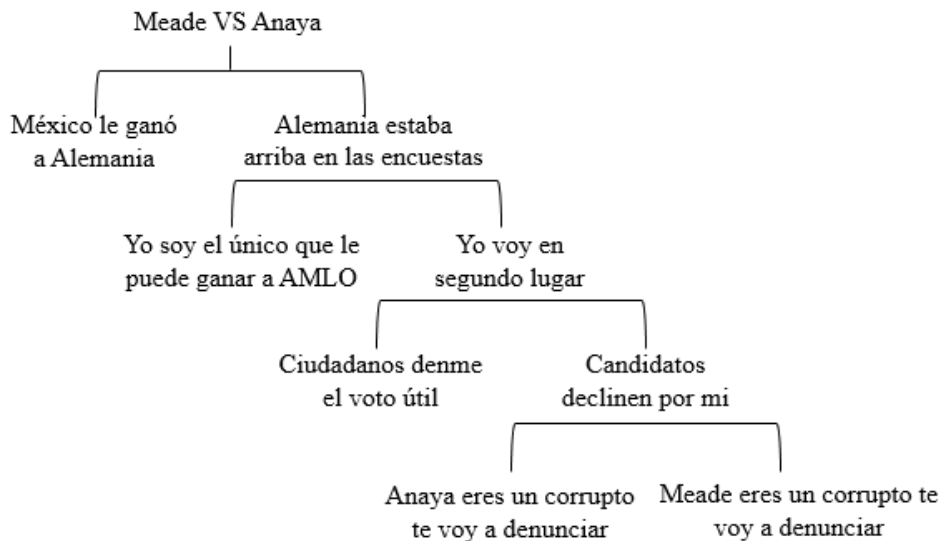 Meade VS Anaya
México le ganó
a Alemania
Alemania estaba
arriba en las encuestas
Yo soy el único que le
puede ganar a AMLO
Yo voy en
segundo lugar
Ciudadanos denme
el voto útil
Candidatos
declinen por mi
Anaya eres un corrupto
te voy a denunciar
Meade eres un corrupto te
voy a denunciar